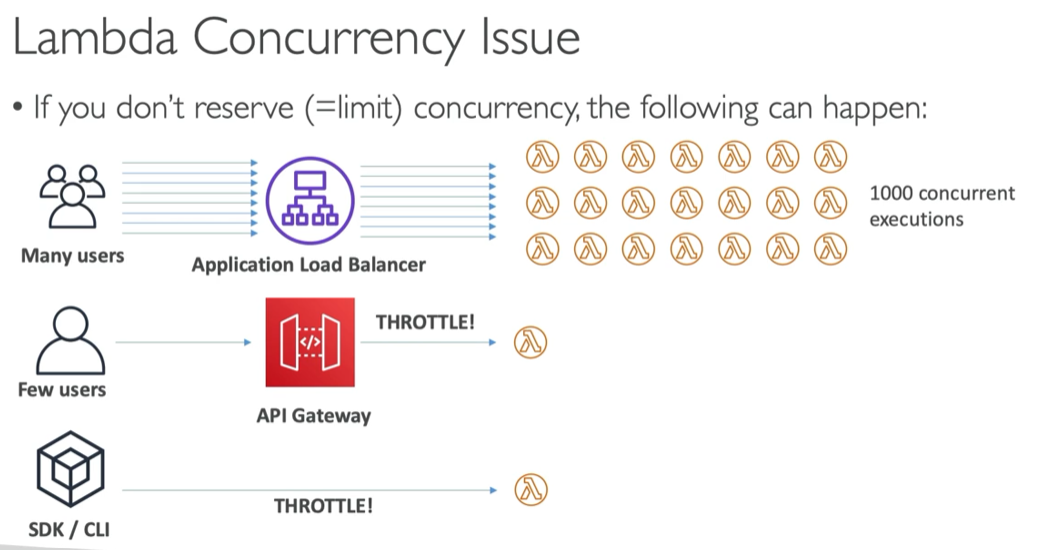 Lambda Concurrency Issue
• If you don't reserve (=limit) concurrency, the following can happen:
1000 concurrent
executions
Many users
Application Load Balancer
THROTTLE!
</>
Few users
API Gateway
THROTTLE!
SDK / CLI